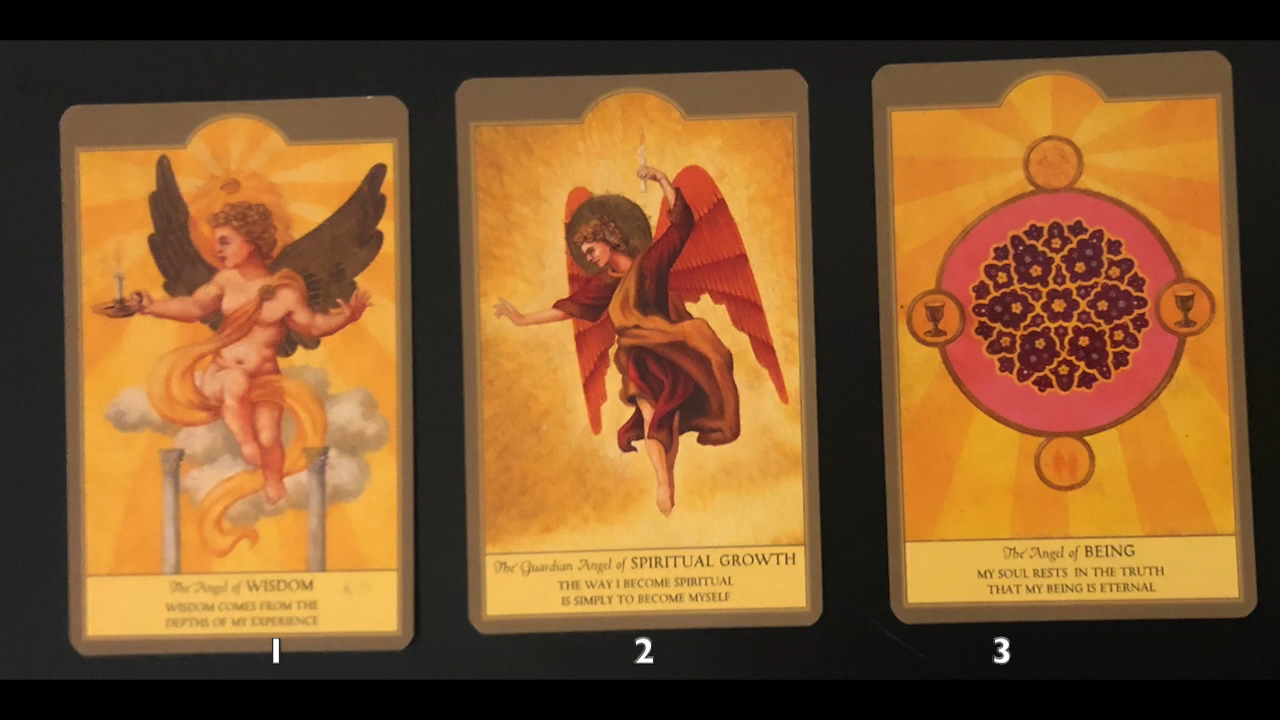 The Angel of WISDOM
WISDOM COMES FROM THE
DEPTHS OF MY EXPERIENCE
1
The Guardian Angel of SPIRITUAL GROWTH
THE WAY I BECOME SPIRITUAL
IS SIMPLY TO BECOME MYSELF
2
The Angel of BEING
MY SOUL RESTS IN THE TRUTH
THAT MY BEING IS ETERNAL
3